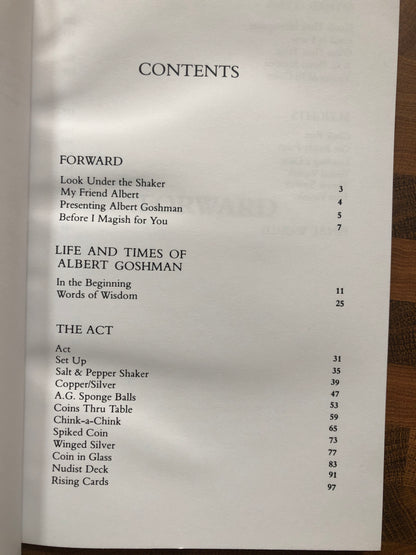 CONTENTS
FORWARD
Look Under the Shaker 3
My Friend Albert 4
Presenting Albert Goshman 5
Before I Magish for You 7
LIFE AND TIMES OF
ALBERT GOSHMAN
In the Beginning 11
Words of Wisdom 25
THE ACT
Act 31
Set Up 35
Salt & Pepper Shaker 39
Copper/Silver 47
A.G. Sponge Balls 53
Coins Thru Table 59
Chink-a-Chink 65
Spiked Coin 73
Winged Silver 77
Coin in Glass 83
Nudist Deck 91
Rising Cards 97